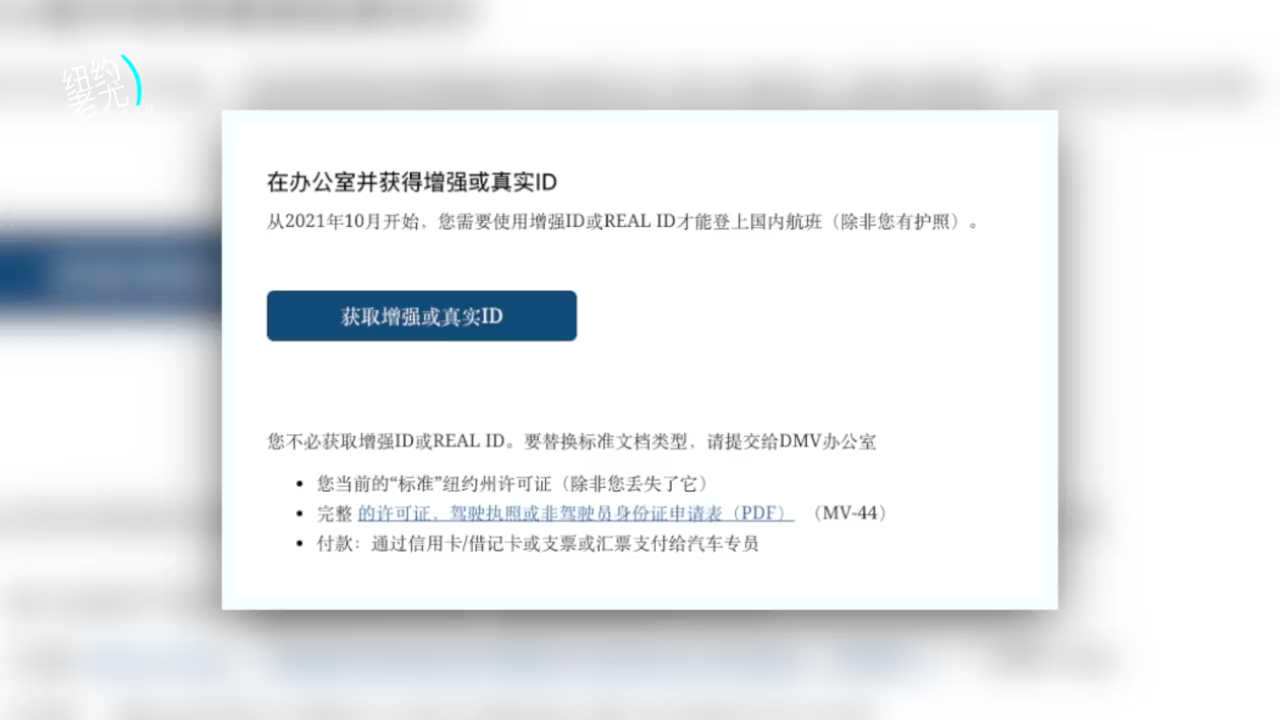 纽约
老尤
在办公室并获得增强或真实ID
从2021年10月开始，您需要使用增强ID或REAL ID才能登上国内航班（除非您有护照）。
获取增强或真实ID
您不必获取增强ID或REAL ID。要替换标准文档类型，请提交给DMV办公室
• 您当前的“标准”纽约州许可证（除非您丢失了它）
• 完整 的许可证，驾驶执照或非驾驶员身份证申请表（PDF） （MV-44）
• 付款：通过信用卡/借记卡或支票或汇票支付给汽车专员